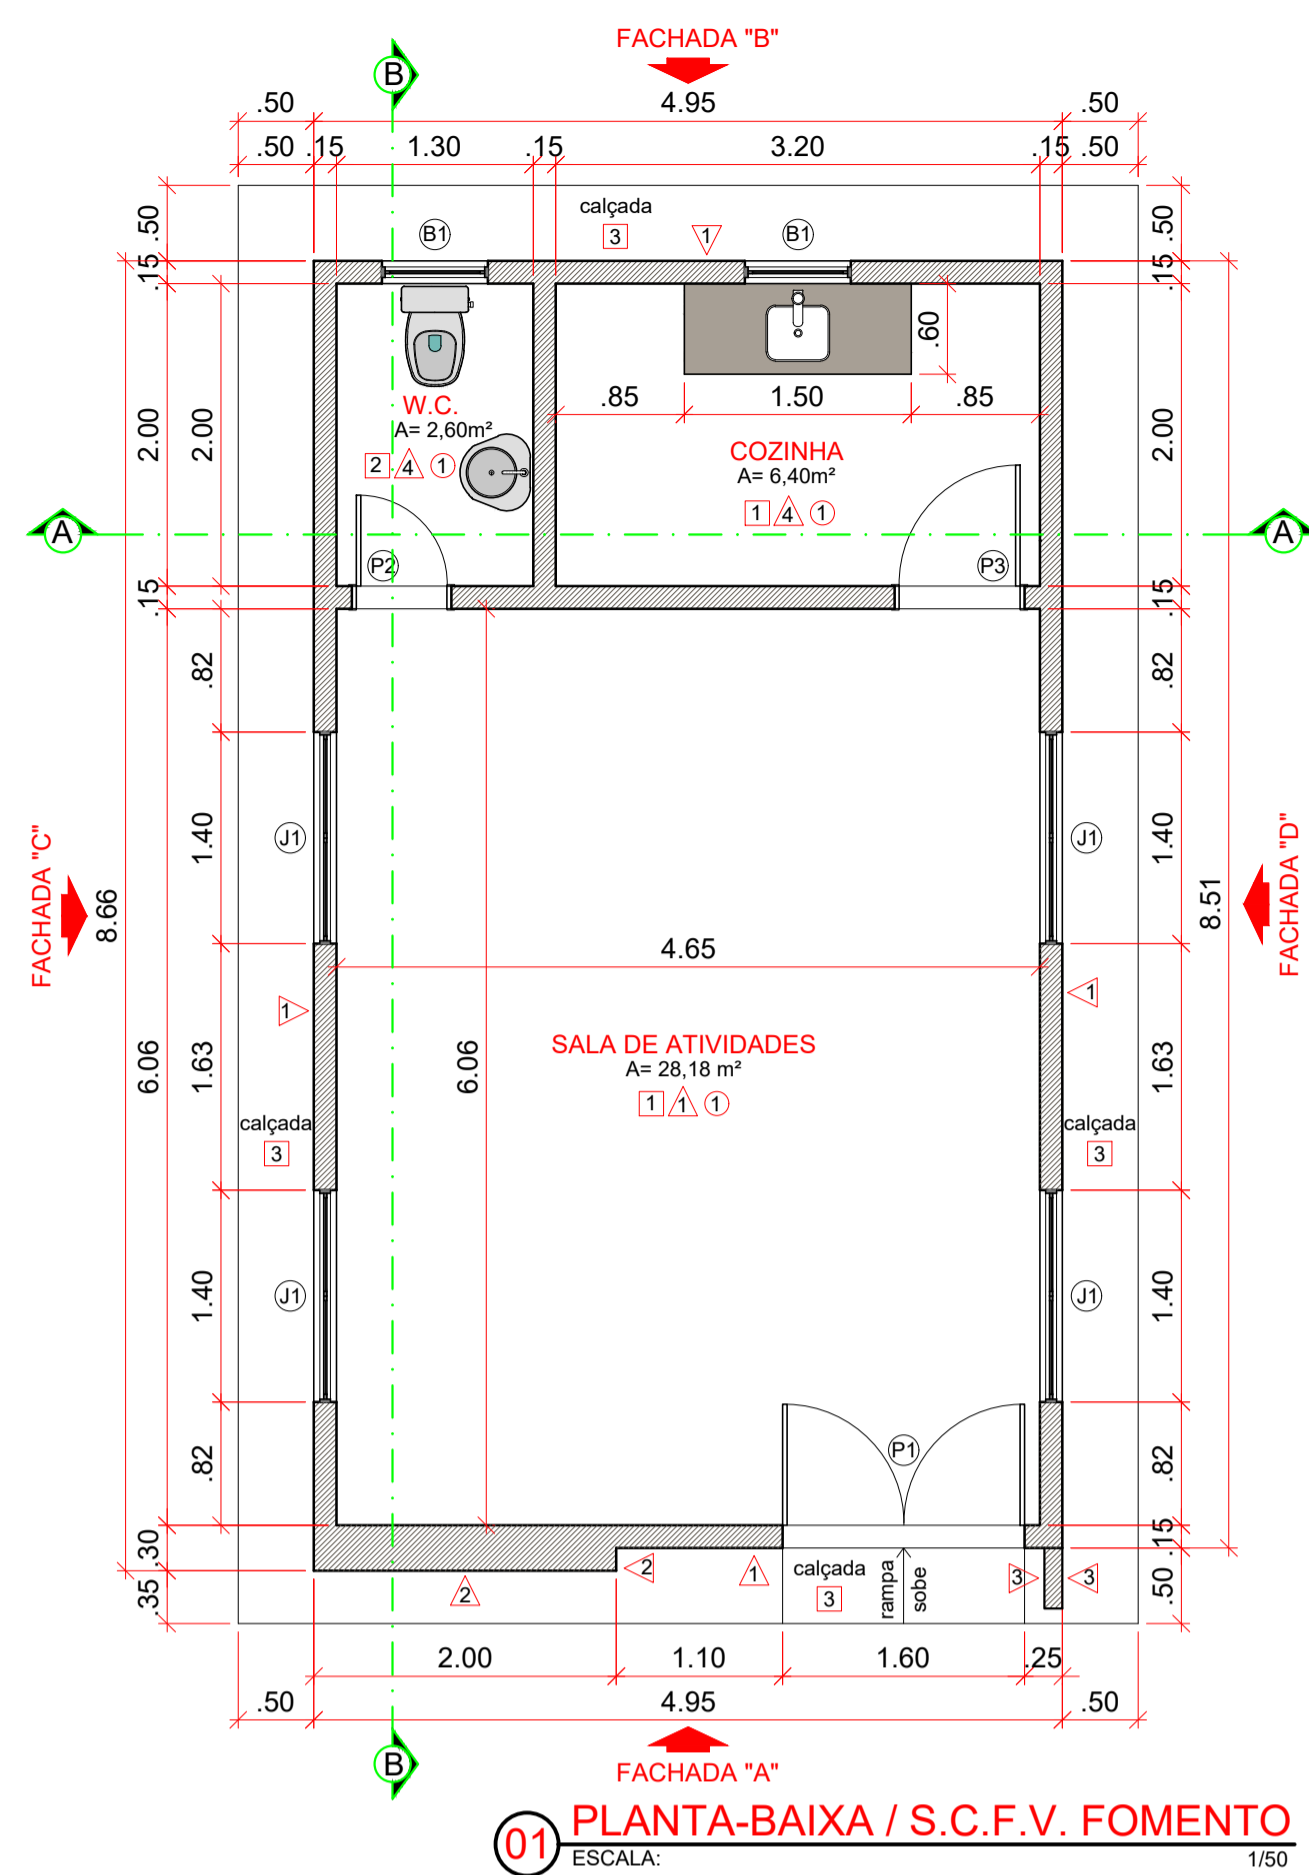 FACHADA "B"
B
.50 4.95 .50
.50 .15 1.30 .15 3.20 .15 .50
calçada
3
1
B1
B1
.50
.15
2.00
2.00
.15
.82
1.40
1.63
1.40
.82
6.06
8.66
.30
.35
.50
.15
2.00
.15
.82
1.40
1.63
1.40
.82
.15
.50
8.51
.60
.85 1.50 .85
W.C.
A= 2,60m²
2 4 1
COZINHA
A= 6,40m²
1 4 1
A
A
P2
P3
J1
J1
FACHADA "C"
FACHADA "D"
4.65
1
1
6.06
SALA DE ATIVIDADES
A= 28,18 m²
1 1 1
calçada
3
calçada
3
J1
J1
P1
2
2
1
calçada
3
rampa
sobe
3
3
2.00 1.10 1.60 .25
.50 4.95 .50
B
FACHADA "A"
01
PLANTA-BAIXA / S.C.F.V. FOMENTO
ESCALA: 1/50